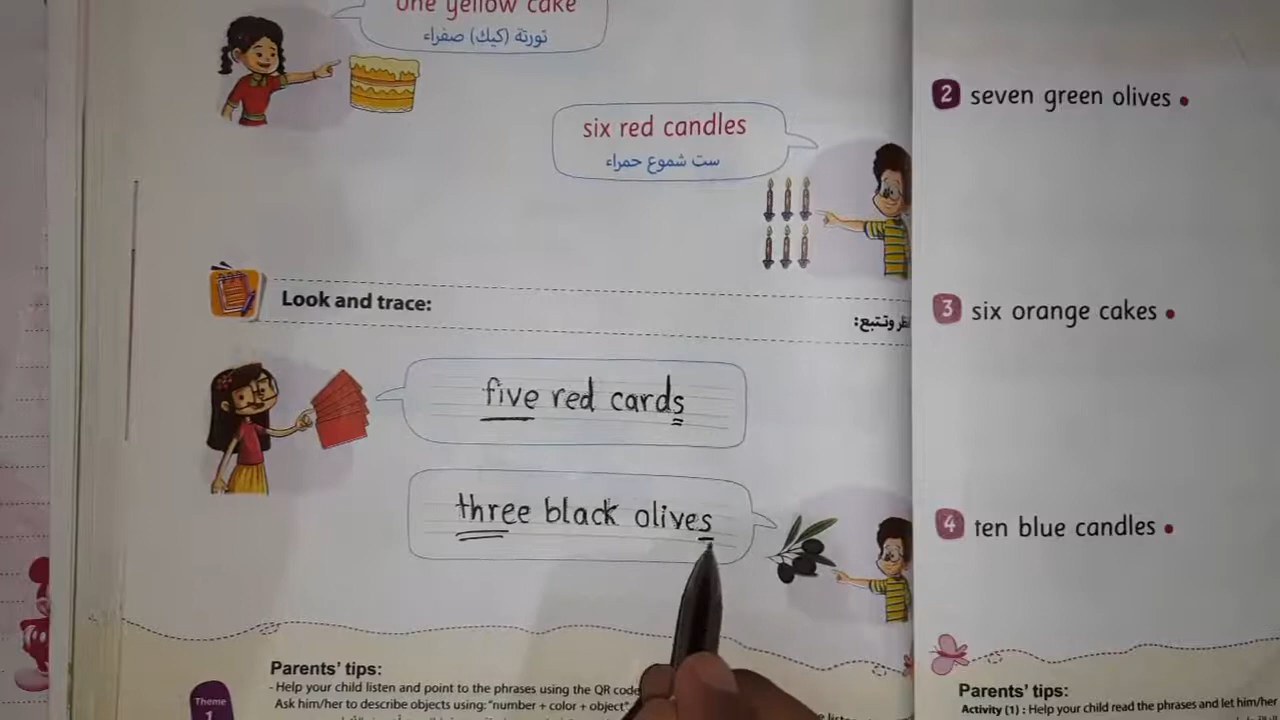 one yellow cake
تورتة (كيك) صفراء
six red candles
ست شموع حمراء
Look and trace:
وتتبع:
five red cards
three black olives
Parents' tips:
- Help your child listen and point to the phrases using the QR code
Ask him/her to describe objects using: "number + color + object".
Theme
1
2 seven green olives
3 six orange cakes
4 ten blue candles
Parents' tips:
Activity (1) : Help your child read the phrases and let him/her